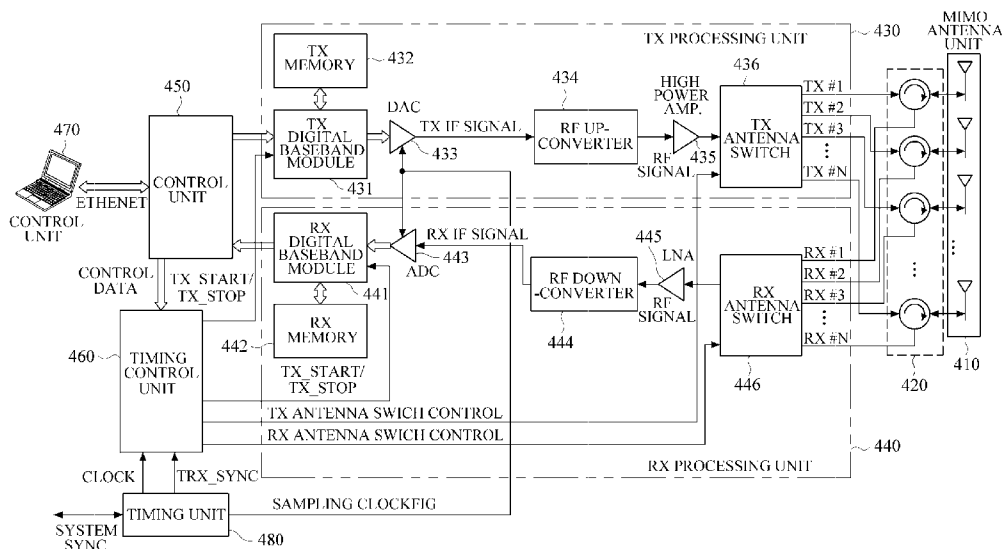 TX PROCESSING UNIT
430
MIMO
ANTENNA
UNIT
TX
MEMORY
432
450
470
CONTROL
UNIT
ETHENET
CONTROL
UNIT
TX
DIGITAL
BASEBAND
MODULE
431
DAC
433
TX IF SIGNAL
434
RF UP-
CONVERTER
HIGH
POWER
AMP.
435
RF
SIGNAL
436
TX
ANTENNA
SWITCH
TX #1
TX #2
TX #3
TX #N
RX
DIGITAL
BASEBAND
MODULE
441
RX IF SIGNAL
443
ADC
RF DOWN
-CONVERTER
444
445
LNA
RF
SIGNAL
RX
ANTENNA
SWITCH
446
RX #1
RX #2
RX #3
RX #N
420
410
CONTROL
DATA
TX_START/
TX_STOP
442
RX
MEMORY
460
TIMING
CONTROL
UNIT
TX_START/
TX_STOP
TX ANTENNA SWICH CONTROL
RX ANTENNA SWICH CONTROL
440
RX PROCESSING UNIT
CLOCK
TRX_SYNC
SAMPLING CLOCKFIG
TIMING UNIT
480
SYSTEM
SYNC